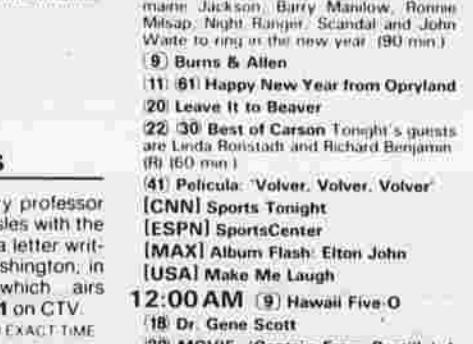 S
y professor
sles with the
a letter writ-
shington, in
which airs
1 on CTV.
EXACT TIME
maine Jackson, Barry Manilow, Ronnie
Milsap, Night Ranger, Scandal and John
Waite to ring in the new year. (90 min.)
(9) Burns & Allen
(11) (61) Happy New Year from Opryland
(20) Leave It to Beaver
(22) (30) Best of Carson Tonight's guests
are Linda Ronstadt and Richard Benjamin.
(R) (60 min.)
(41) Pelicula: 'Volver, Volver, Volver'
[CNN] Sports Tonight
[ESPN] SportsCenter
[MAX] Album Flash: Elton John
[USA] Make Me Laugh
12:00 AM (9) Hawaii Five-O
(18) Dr. Gene Scott
MOVIE: